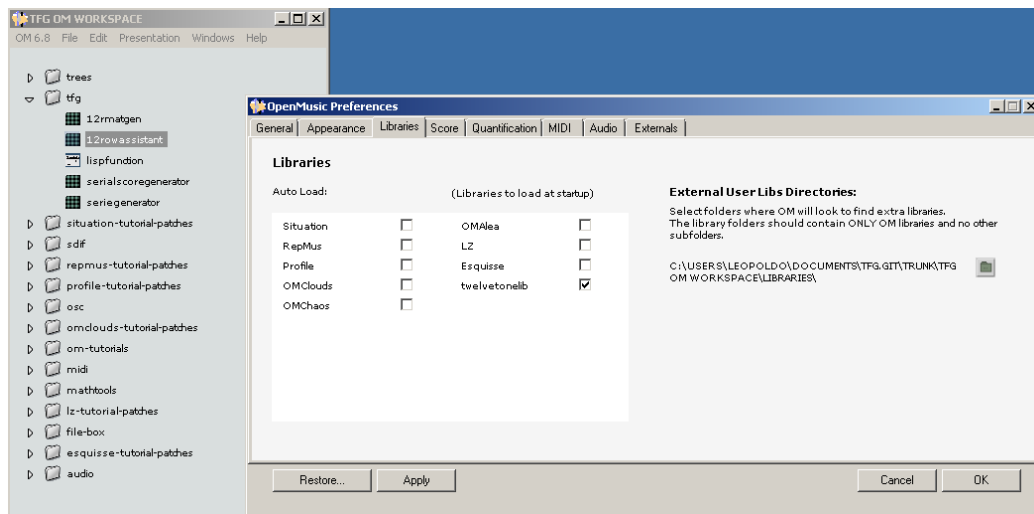 TFG OM WORKSPACE
OM 6.8 File Edit Presentation Windows Help
trees
tfg
12rmatgen
12rowassistant
lispfunction
serialscoregenerator
seriegenerator
situation-tutorial-patches
sdif
repmus-tutorial-patches
profile-tutorial-patches
osc
omclouds-tutorial-patches
om-tutorials
midi
mathtools
lz-tutorial-patches
file-box
esquisse-tutorial-patches
audio
OpenMusic Preferences
General Appearance Libraries Score Quantification MIDI Audio Externals
Libraries
Auto Load: (Libraries to load at startup)
Situation OMAlea
RepMus LZ
Profile Esquisse
OMClouds twelvetonelib
OMChaos
External User Libs Directories:
Select folders where OM will look to find extra libraries.
The library folders should contain ONLY OM libraries and no other
subfolders.
C:\USERS\LEOPOLDO\DOCUMENTS\TFG.GIT\TRUNK\TFG
OM WORKSPACE\LIBRARIES\
Restore... Apply Cancel OK